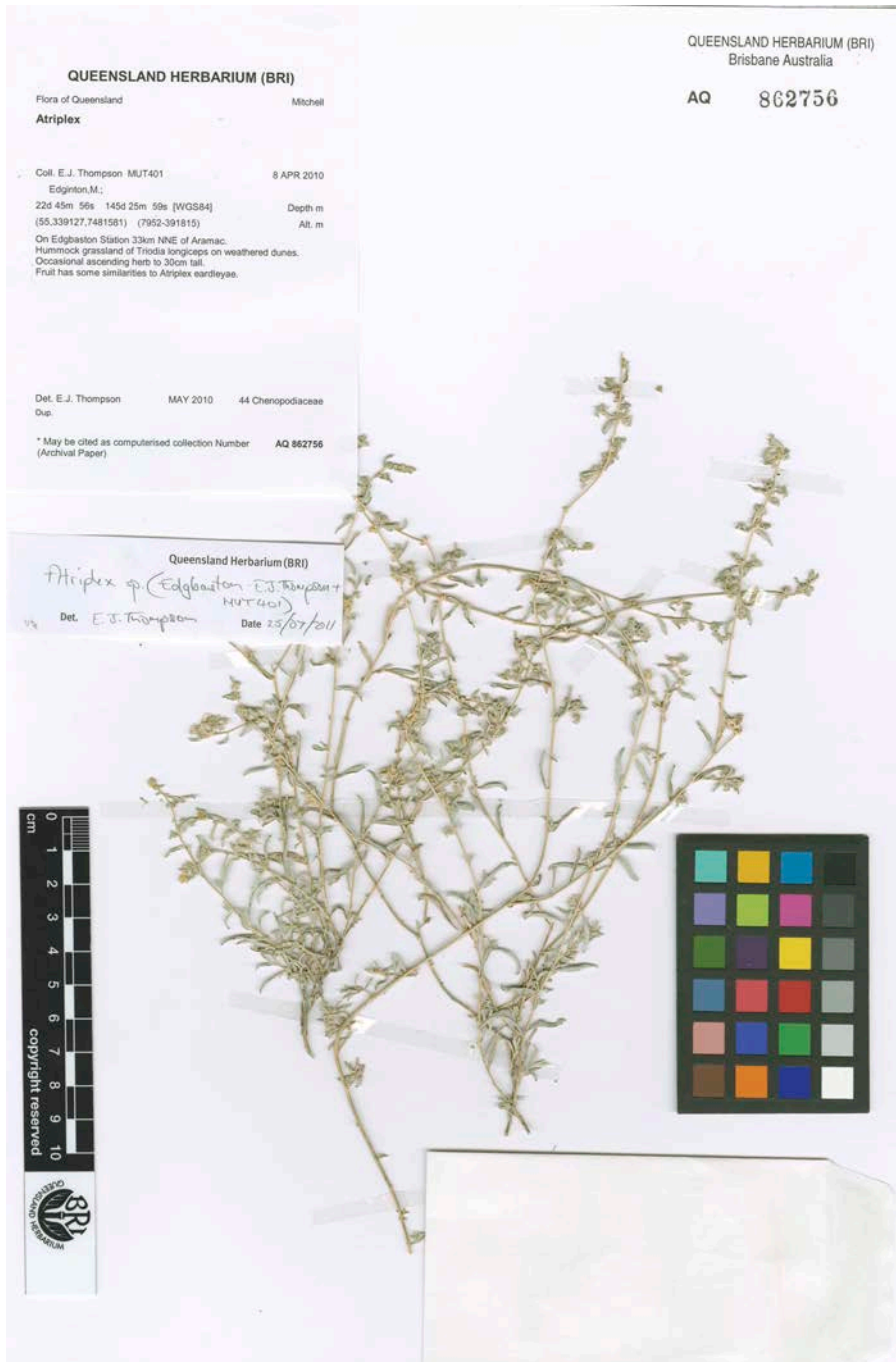 QUEENSLAND HERBARIUM (BRI)
Brisbane Australia
AQ 862756
QUEENSLAND HERBARIUM (BRI)
Flora of Queensland Mitchell
Atriplex
Coll. E.J. Thompson MUT401 8 APR 2010
Edginton,M.;
22d 45m 56s 145d 25m 59s [WGS84] Depth m
(55,339127,7481581) (7952-391815) Alt. m
On Edgbaston Station 33km NNE of Aramac.
Hummock grassland of Triodia longiceps on weathered dunes.
Occasional ascending herb to 30cm tall.
Fruit has some similarities to Atriplex eardleyae.
Det. E.J. Thompson MAY 2010 44 Chenopodiaceae
Dup.
* May be cited as computerised collection Number AQ 862756
(Archival Paper)
Queensland Herbarium (BRI)
Atriplex sp. (Edgbaston E.J. Thompson +
MUT401)
Det. E.J. Thompson Date 25/07/2011
cm
0
1
2
3
4
5
6
7
8
9
10
copyright reserved
BRI
QUEENSLAND HERBARIUM